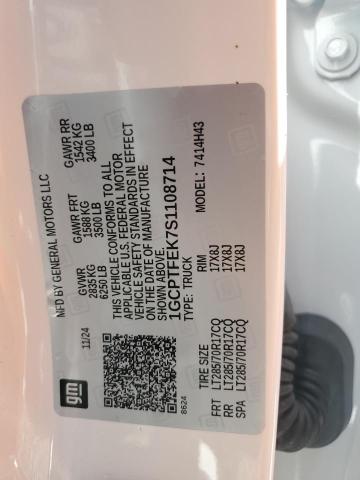 gm
MFD BY GENERAL MOTORS LLC
11/24
GVWR
2835 KG
6250 LB
GAWR FRT
1588 KG
3500 LB
GAWR RR
1542 KG
3400 LB
THIS VEHICLE CONFORMS TO ALL
APPLICABLE U.S. FEDERAL MOTOR
VEHICLE SAFETY STANDARDS IN EFFECT
ON THE DATE OF MANUFACTURE
SHOWN ABOVE.
1GCPTFEK7S1108714
TYPE: TRUCK
MODEL: 7414H43
8624
TIRE SIZE RIM
FRT LT285/70R17CQ 17X8J
RR LT285/70R17CQ 17X8J
SPA LT285/70R17CQ 17X8J